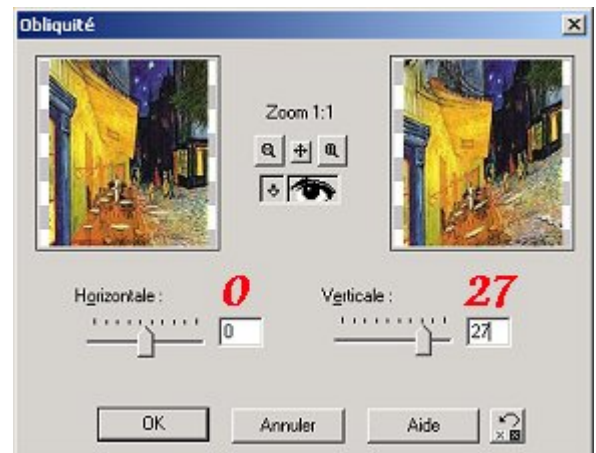 Obliquité
Zoom 1:1
Horizontale : 0 Verticale : 27
0 27
OK Annuler Aide